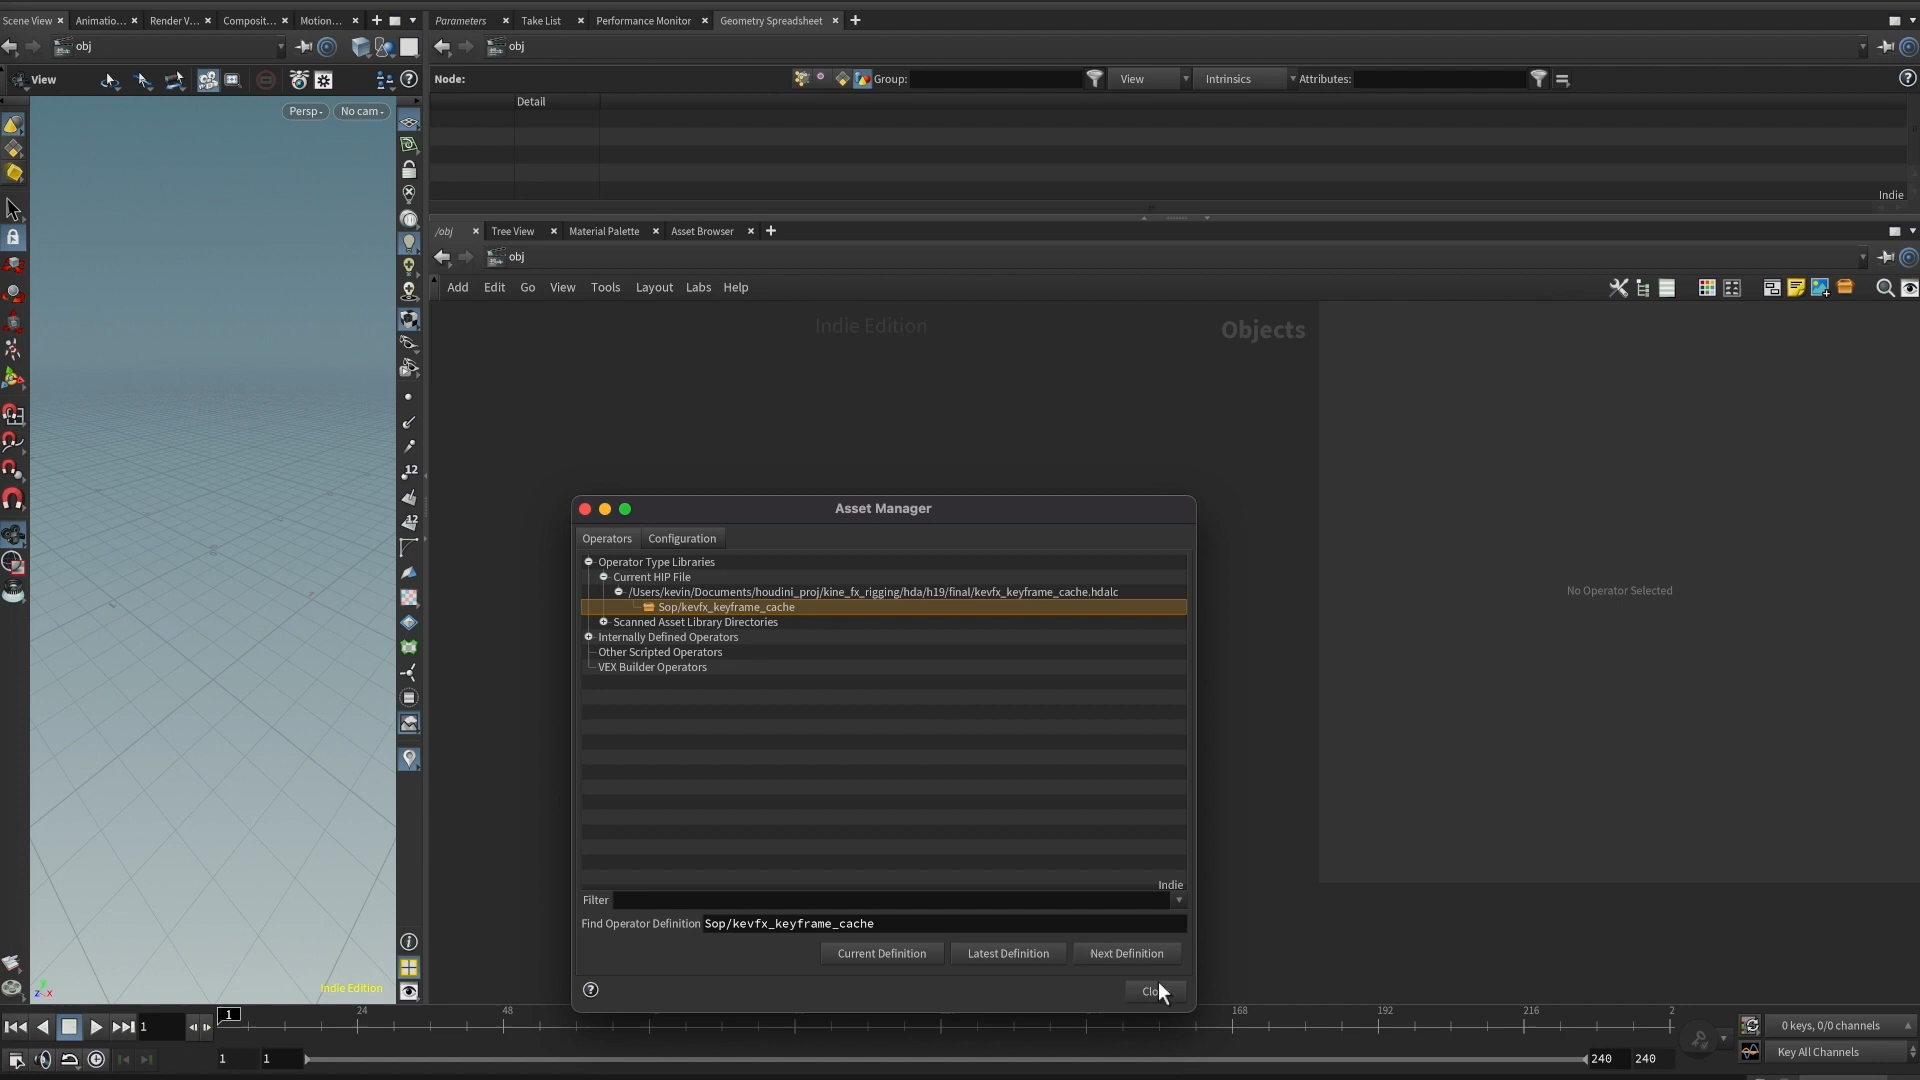 Scene View
Animatio...
Render V...
Composit...
Motion...
Parameters
Take List
Performance Monitor
Geometry Spreadsheet
obj
obj
View
Node:
Group:
View
Intrinsics
Attributes:
Persp
No cam
Detail
Indie
/obj
Tree View
Material Palette
Asset Browser
obj
Add
Edit
Go
View
Tools
Layout
Labs
Help
Indie Edition
Objects
No Operator Selected
12
12
Asset Manager
Operators
Configuration
Operator Type Libraries
Current HIP File
/Users/kevin/Documents/houdini_proj/kine_fx_rigging/hda/h19/final/kevfx_keyframe_cache.hdalc
Sop/kevfx_keyframe_cache
Scanned Asset Library Directories
Internally Defined Operators
Other Scripted Operators
VEX Builder Operators
Indie
Filter
Find Operator Definition Sop/kevfx_keyframe_cache
Current Definition
Latest Definition
Next Definition
Indie Edition
z x
1
1
24
48
168
192
216
2
0 keys, 0/0 channels
1
1
240
240
Key All Channels